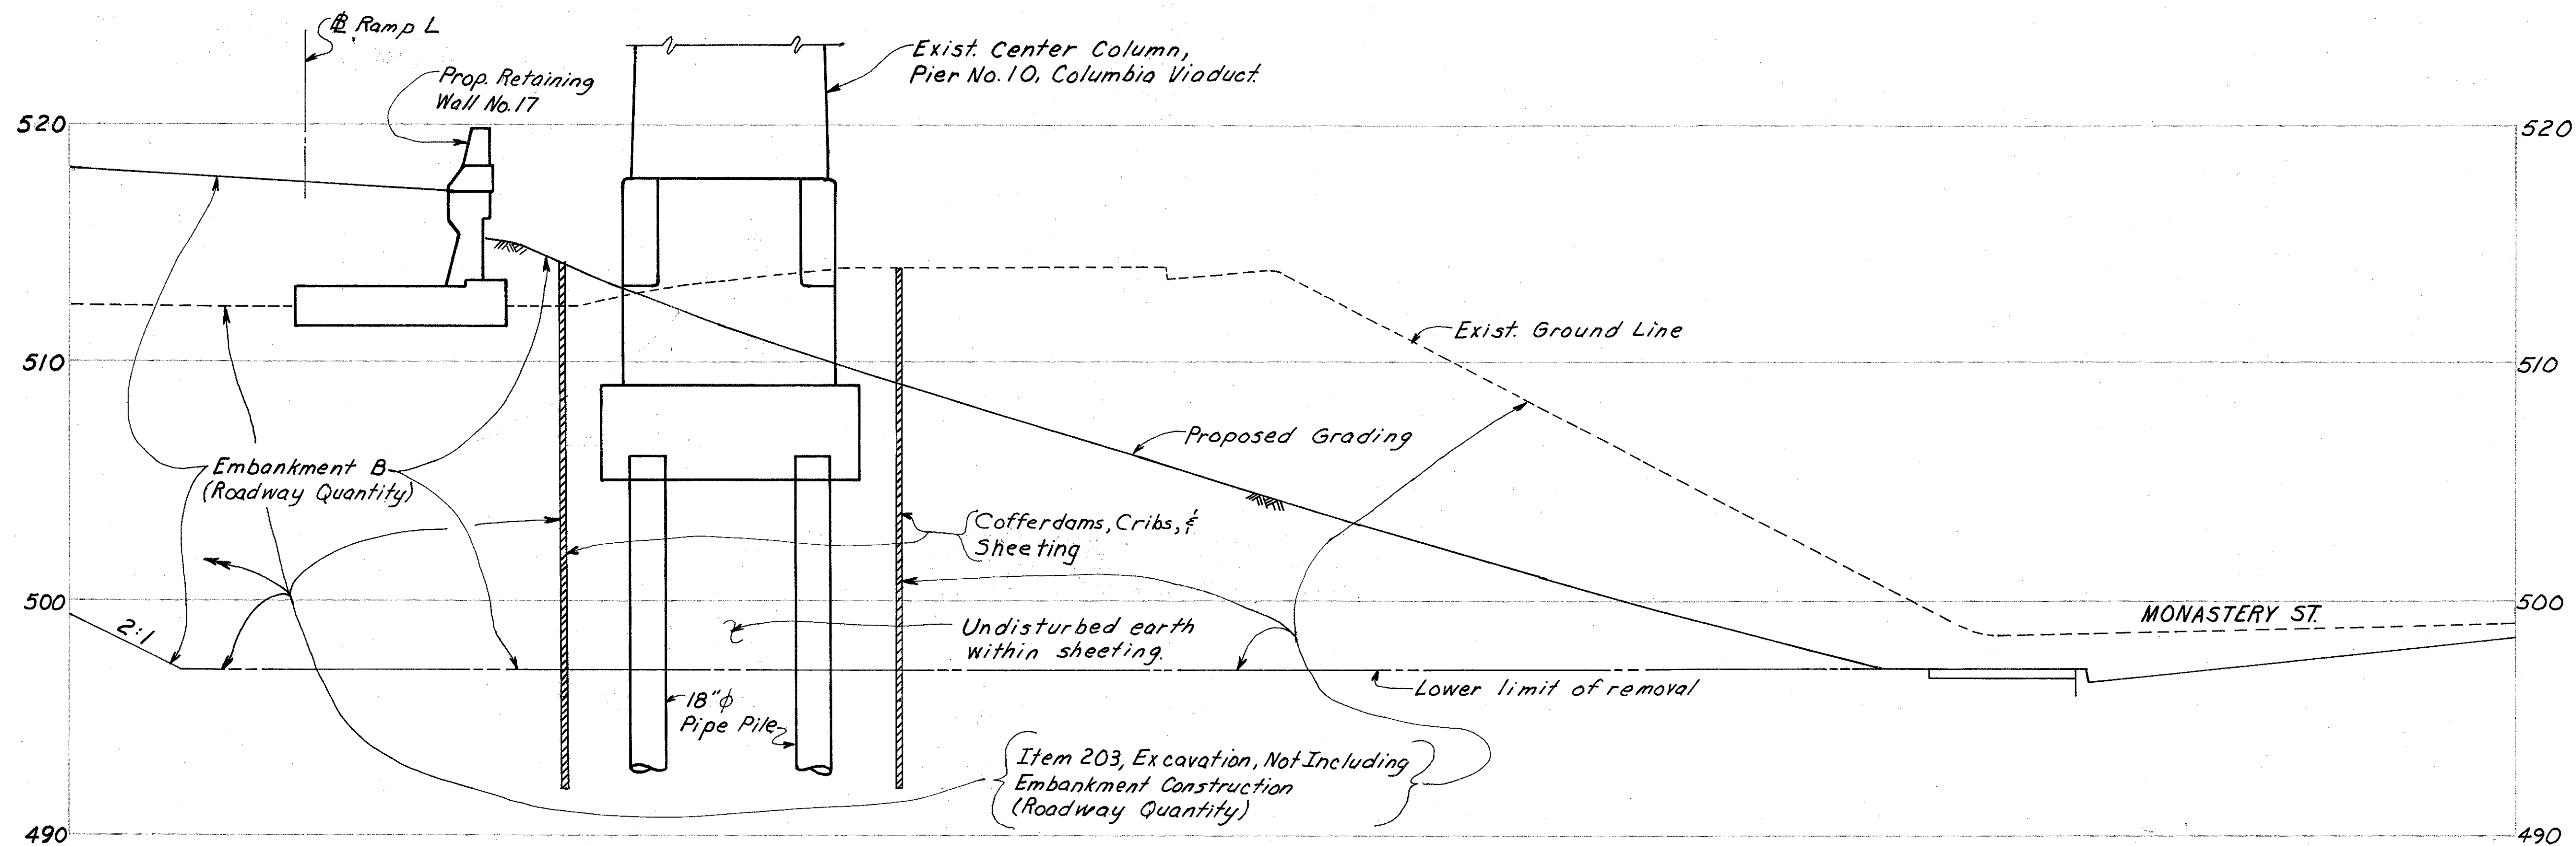 ℄ Ramp L
Prop. Retaining
Wall No. 17
Exist. Center Column,
Pier No. 10, Columbia Viaduct.
520
520
Exist. Ground Line
510
510
Proposed Grading
Embankment B
(Roadway Quantity)
Cofferdams, Cribs, &
Sheeting
500
500
MONASTERY ST.
2:1
Undisturbed earth
within sheeting.
Lower limit of removal
18"ϕ
Pipe Pile
Item 203, Excavation, Not Including
Embankment Construction
(Roadway Quantity)
490
490